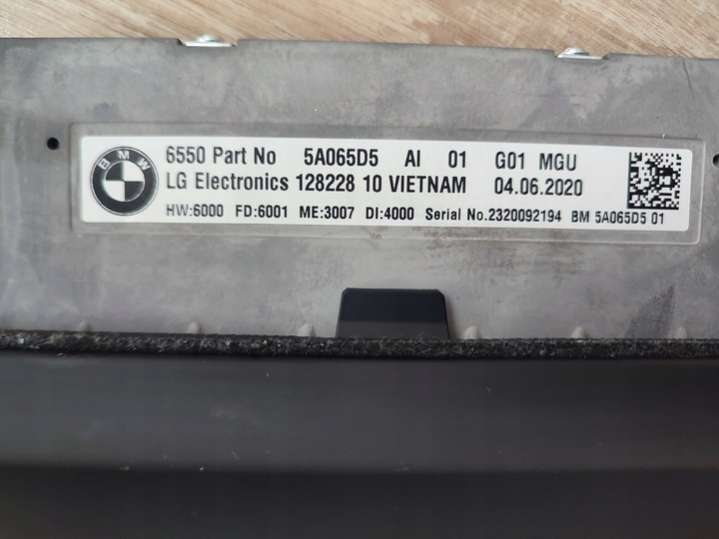 BMW
6550 Part No 5A065D5 AI 01 G01 MGU
LG Electronics 128228 10 VIETNAM 04.06.2020
HW:6000 FD:6001 ME:3007 DI:4000 Serial No.2320092194 BM 5A065D5 01